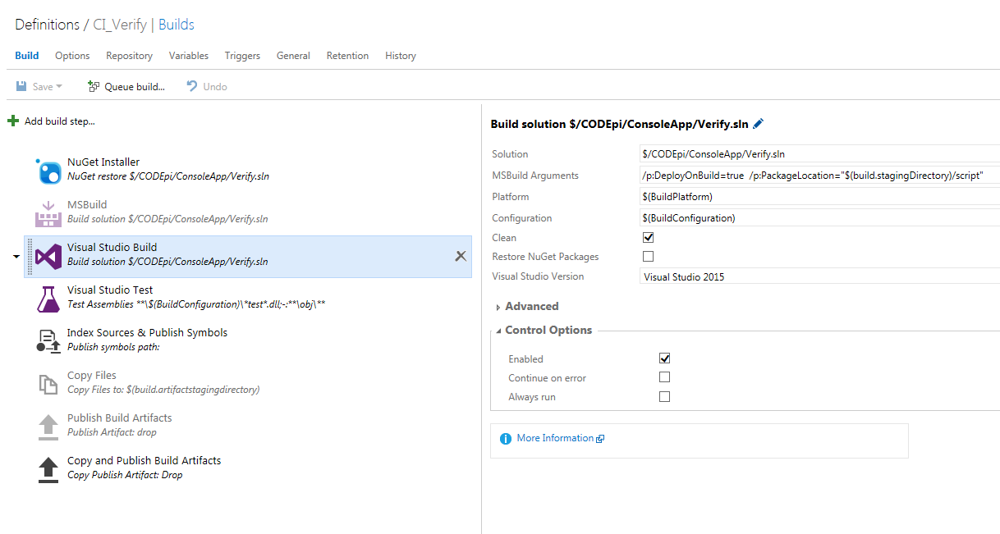 Definitions / CI_Verify | Builds
Build Options Repository Variables Triggers General Retention History
Save Queue build... Undo
Add build step...
NuGet Installer
NuGet restore $/CODEpi/ConsoleApp/Verify.sln
MSBuild
Build solution $/CODEpi/ConsoleApp/Verify.sln
Visual Studio Build
Build solution $/CODEpi/ConsoleApp/Verify.sln
Visual Studio Test
Test Assemblies **\$(BuildConfiguration)\*test*.dll;-:**\obj\**
Index Sources & Publish Symbols
Publish symbols path:
Copy Files
Copy Files to: $(build.artifactstagingdirectory)
Publish Build Artifacts
Publish Artifact: drop
Copy and Publish Build Artifacts
Copy Publish Artifact: Drop
Build solution $/CODEpi/ConsoleApp/Verify.sln
Solution $/CODEpi/ConsoleApp/Verify.sln
MSBuild Arguments /p:DeployOnBuild=true /p:PackageLocation="$(build.stagingDirectory)/script"
Platform $(BuildPlatform)
Configuration $(BuildConfiguration)
Clean
Restore NuGet Packages
Visual Studio Version Visual Studio 2015
Advanced
Control Options
Enabled
Continue on error
Always run
More Information